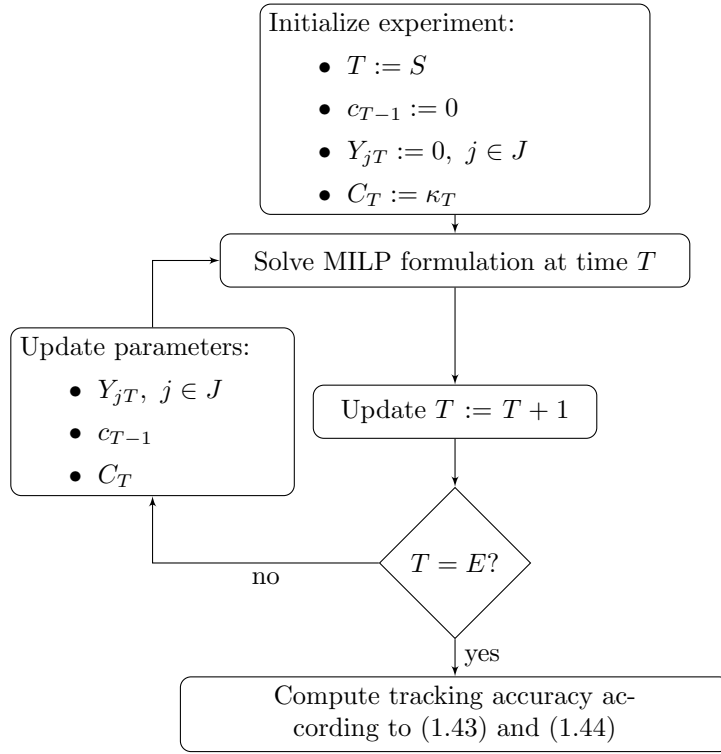 Initialize experiment:
• T := S
• c_{T−1} := 0
• Y_{jT} := 0, j ∈ J
• C_T := κ_T
Solve MILP formulation at time T
Update parameters:
• Y_{jT}, j ∈ J
• c_{T−1}
• C_T
Update T := T + 1
T = E?
no
yes
Compute tracking accuracy ac-
cording to (1.43) and (1.44)